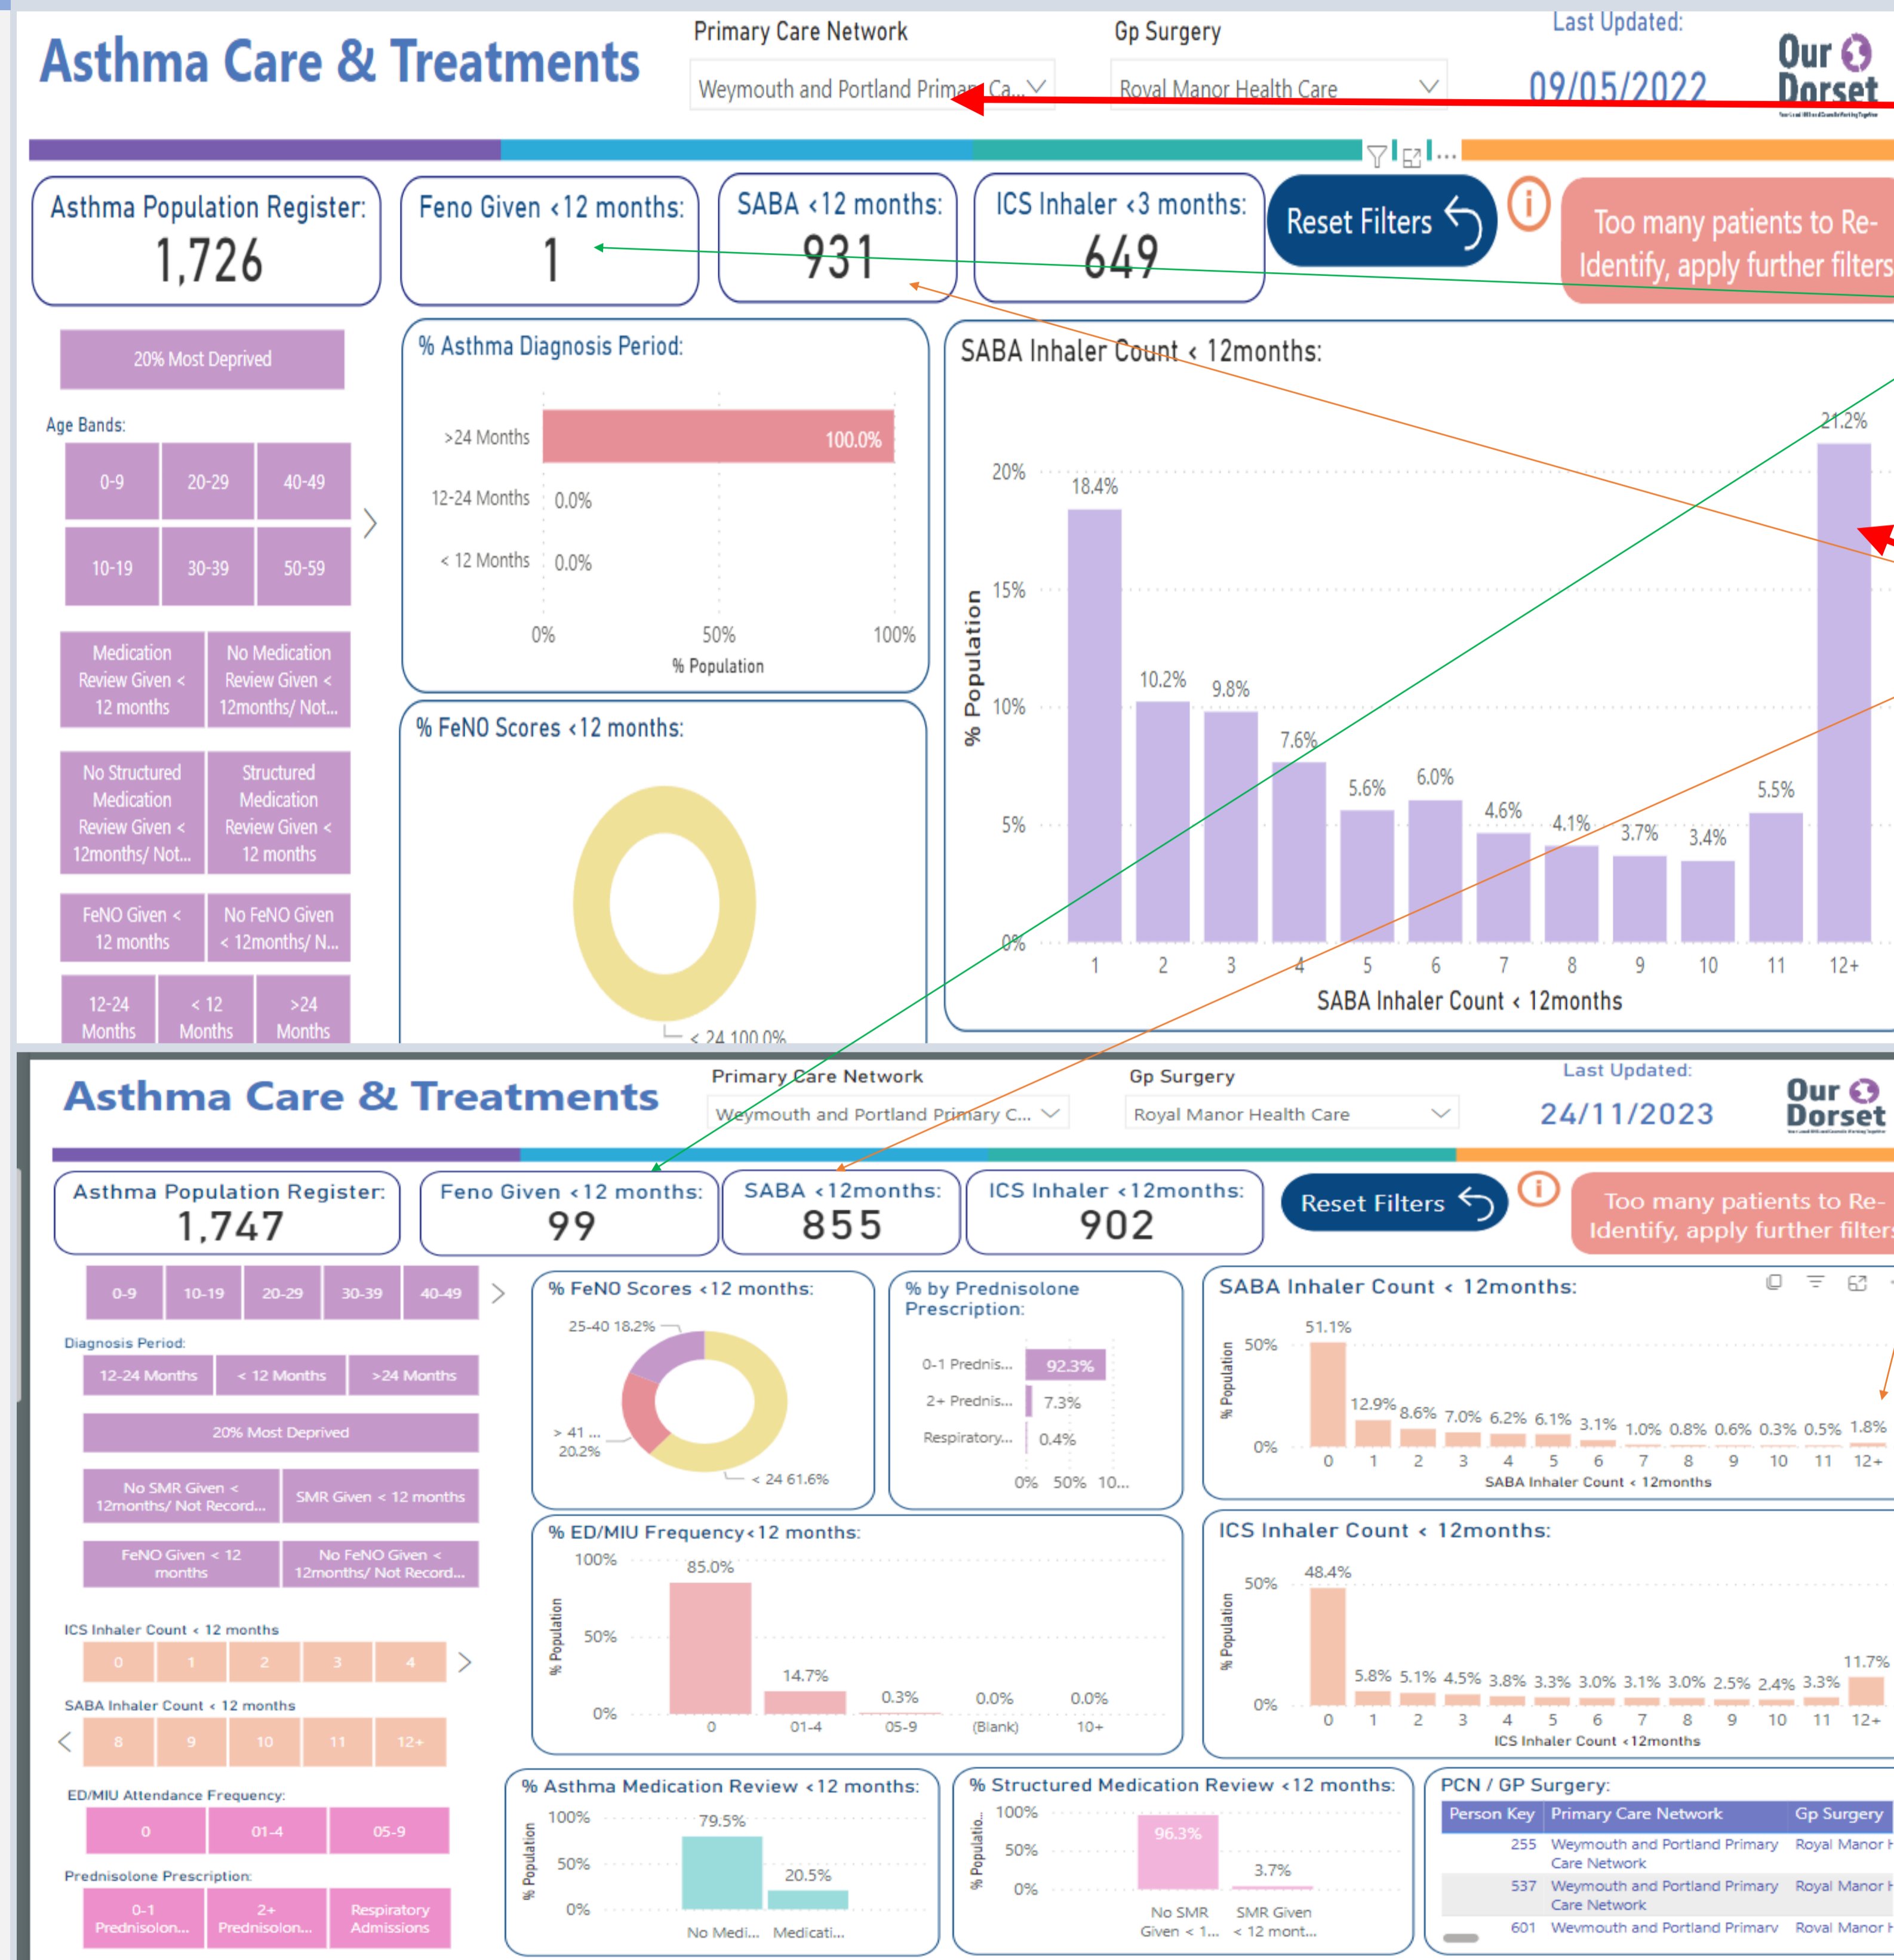 Asthma Care & Treatments
Primary Care Network
Weymouth and Portland Primary Ca...
Gp Surgery
Royal Manor Health Care
Last Updated:
09/05/2022
Our Dorset
Asthma Population Register:
1,726
Feno Given <12 months:
1
SABA <12 months:
931
ICS Inhaler <3 months:
649
Reset Filters
i
Too many patients to Re-
Identify, apply further filters
20% Most Deprived
Age Bands:
0-9 20-29 40-49
10-19 30-39 50-59
Medication
Review Given <
12 months
No Medication
Review Given <
12months/ Not...
No Structured
Medication
Review Given <
12months/ Not...
Structured
Medication
Review Given <
12 months
FeNO Given <
12 months
No FeNO Given
< 12months/ N...
12-24
Months
< 12
Months
>24
Months
% Asthma Diagnosis Period:
>24 Months 100.0%
12-24 Months 0.0%
< 12 Months 0.0%
0% 50% 100%
% Population
% FeNO Scores <12 months:
< 24 100.0%
SABA Inhaler Count < 12months:
% Population
20%
15%
10%
5%
0%
18.4% 10.2% 9.8% 7.6% 5.6% 6.0% 4.6% 4.1% 3.7% 3.4% 5.5% 21.2%
1 2 3 4 5 6 7 8 9 10 11 12+
SABA Inhaler Count < 12months
Asthma Care & Treatments
Primary Care Network
Weymouth and Portland Primary C...
Gp Surgery
Royal Manor Health Care
Last Updated:
24/11/2023
Our Dorset
Asthma Population Register:
1,747
Feno Given <12 months:
99
SABA <12months:
855
ICS Inhaler <12months:
902
Reset Filters
i
Too many patients to Re-
Identify, apply further filters
0-9 10-19 20-29 30-39 40-49
Diagnosis Period:
12-24 Months < 12 Months >24 Months
20% Most Deprived
No SMR Given <
12months/ Not Record...
SMR Given < 12 months
FeNO Given < 12
months
No FeNO Given <
12months/ Not Record...
ICS Inhaler Count < 12 months
0 1 2 3 4
SABA Inhaler Count < 12 months
8 9 10 11 12+
ED/MIU Attendance Frequency:
0 01-4 05-9
Prednisolone Prescription:
0-1
Prednisolon...
2+
Prednisolon...
Respiratory
Admissions
% FeNO Scores <12 months:
25-40 18.2%
> 41 ...
20.2%
< 24 61.6%
% by Prednisolone
Prescription:
0-1 Prednis... 92.3%
2+ Prednis... 7.3%
Respiratory... 0.4%
0% 50% 10...
SABA Inhaler Count < 12months:
% Population
50%
0%
51.1% 12.9% 8.6% 7.0% 6.2% 6.1% 3.1% 1.0% 0.8% 0.6% 0.3% 0.5% 1.8%
0 1 2 3 4 5 6 7 8 9 10 11 12+
SABA Inhaler Count < 12months
% ED/MIU Frequency<12 months:
% Population
100%
50%
0%
85.0% 14.7% 0.3% 0.0% 0.0%
0 01-4 05-9 (Blank) 10+
ICS Inhaler Count < 12months:
% Population
50%
0%
48.4% 5.8% 5.1% 4.5% 3.8% 3.3% 3.0% 3.1% 3.0% 2.5% 2.4% 3.3% 11.7%
0 1 2 3 4 5 6 7 8 9 10 11 12+
ICS Inhaler Count <12months
% Asthma Medication Review <12 months:
% Population
100%
50%
0%
79.5% 20.5%
No Medi... Medicati...
% Structured Medication Review <12 months:
% Populatio...
100%
50%
0%
96.3% 3.7%
No SMR
Given < 1...
SMR Given
< 12 mont...
PCN / GP Surgery:
Person Key Primary Care Network Gp Surgery
255 Weymouth and Portland Primary Royal Manor H
Care Network
537 Weymouth and Portland Primary Royal Manor H
Care Network
601 Weymouth and Portland Primary Royal Manor H